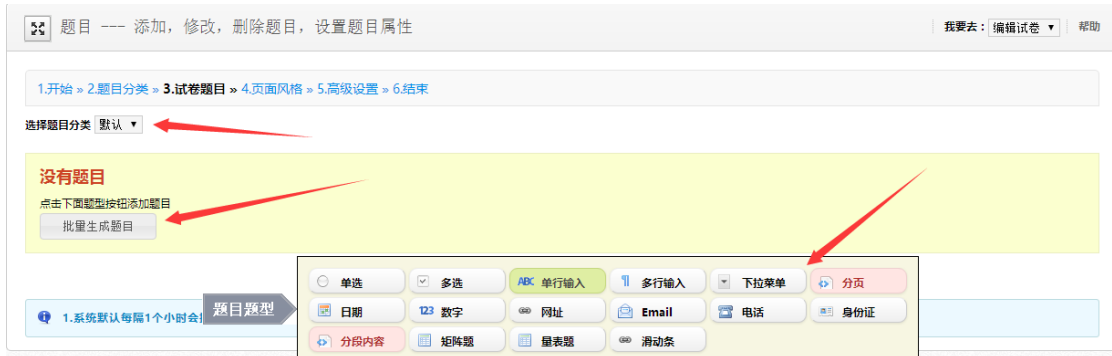 题目 --- 添加，修改，删除题目，设置题目属性
我要去： 编辑试卷 帮助
1.开始 » 2.题目分类 » 3.试卷题目 » 4.页面风格 » 5.高级设置 » 6.结束
选择题目分类 默认
没有题目
点击下面题型按钮添加题目
批量生成题目
题目题型
单选 多选 ABC 单行输入 多行输入 下拉菜单 分页
日期 123 数字 网址 Email 电话 身份证
分段内容 矩阵题 量表题 滑动条
1.系统默认每隔1个小时会